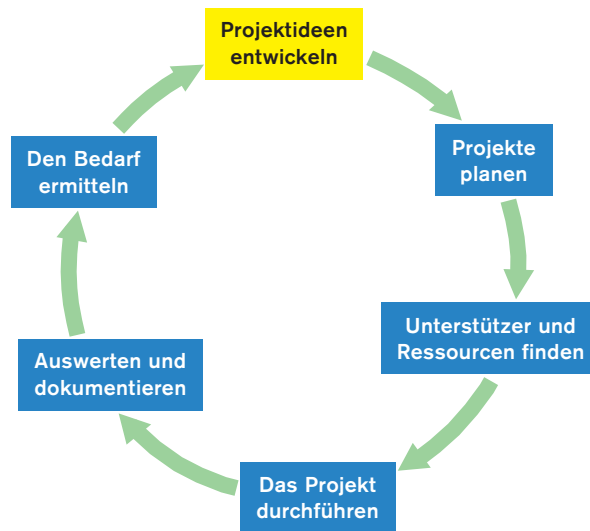 Projektideen
entwickeln
Projekte
planen
Unterstützer und
Ressourcen finden
Das Projekt
durchführen
Auswerten und
dokumentieren
Den Bedarf
ermitteln